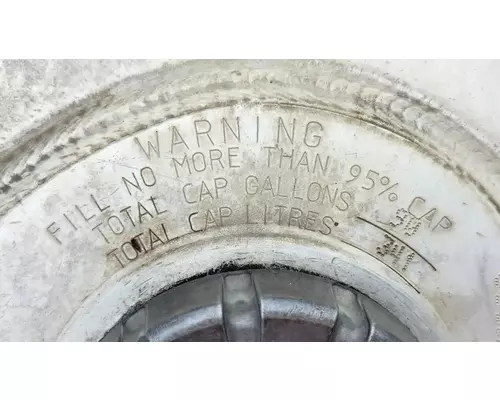 WARNING
FILL NO MORE THAN 95% CAP
TOTAL CAP GALLONS
TOTAL CAP LITRES